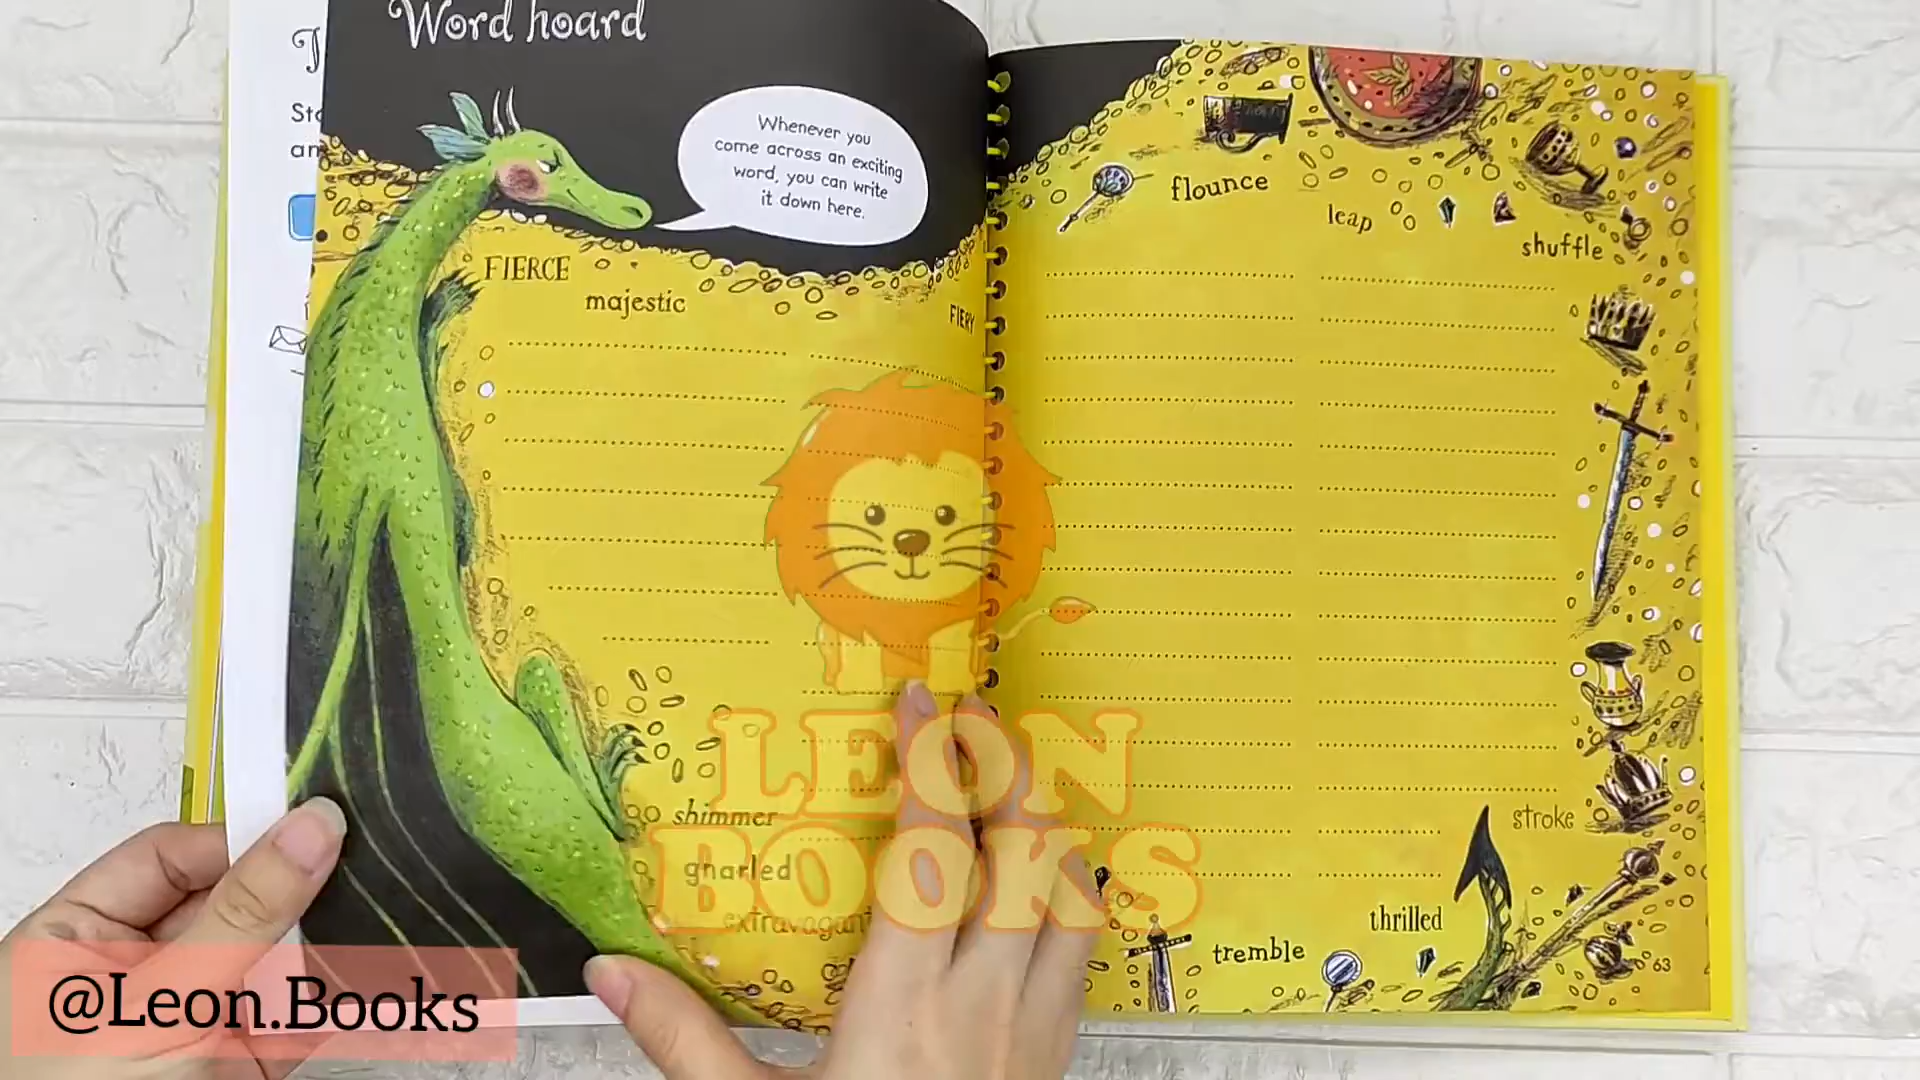 Word hoard
Whenever you
come across an exciting
word, you can write
it down here.
FIERCE
majestic
FIERY
shimmer
gnarled
extravagant
flounce
leap
shuffle
stroke
thrilled
tremble
63
LEON
BOOKS
@Leon.Books